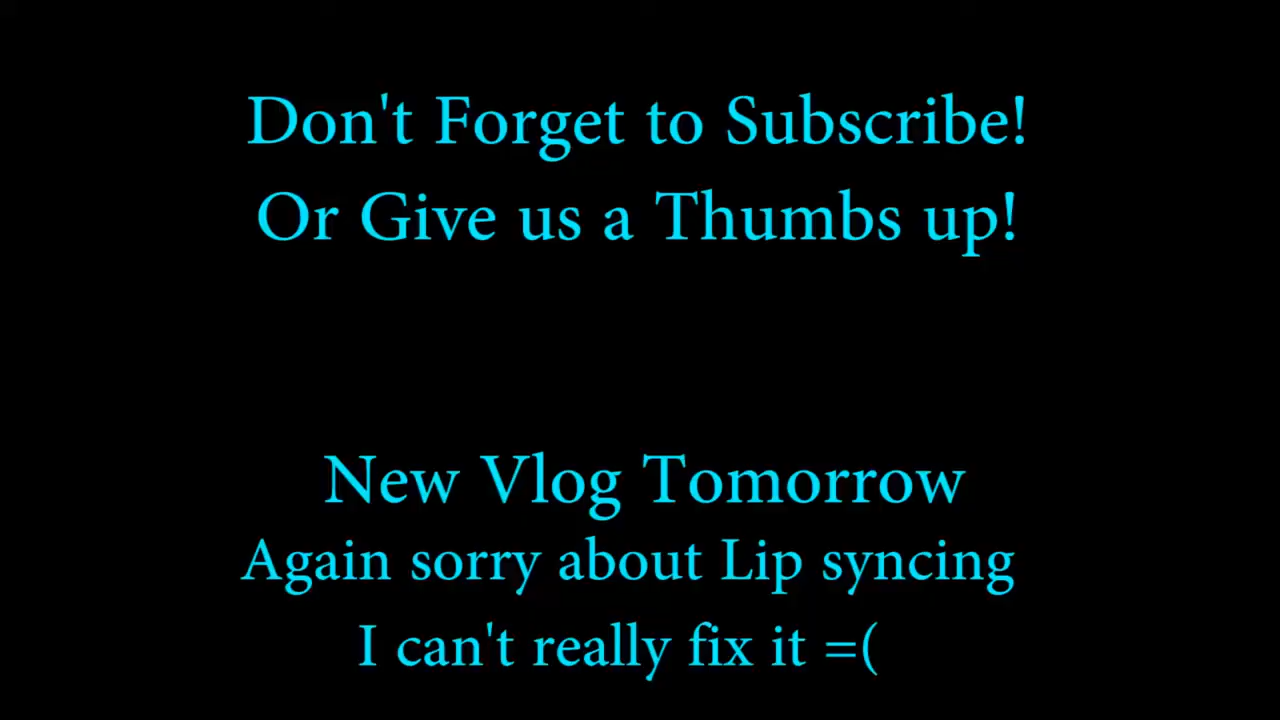 Don't Forget to Subscribe!
Or Give us a Thumbs up!
New Vlog Tomorrow
Again sorry about Lip syncing
I can't really fix it =(